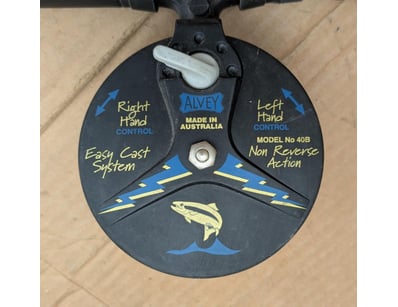 ALVEY
MADE IN
AUSTRALIA
Right
Hand
CONTROL
Left
Hand
CONTROL
MODEL No 40B
Easy Cast
System
Non Reverse
Action